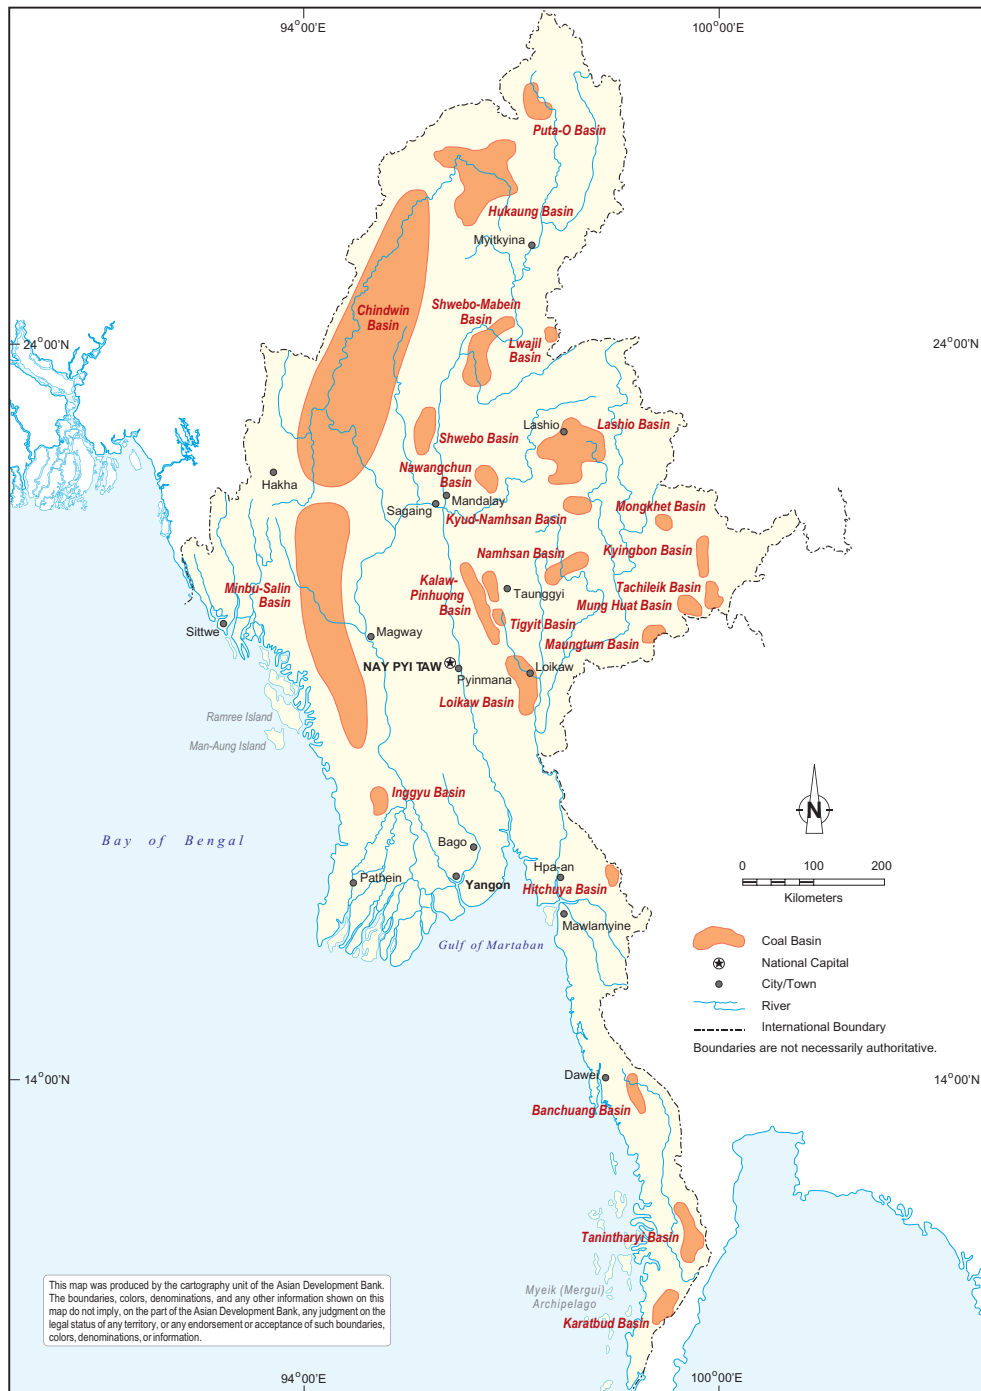 94°00'E
100°00'E
Puta-O Basin
Hukaung Basin
Myitkyina
Chindwin
Basin
Shwebo-Mabein
Basin
Lwajil
Basin
24°00'N
24°00'N
Lashio
Lashio Basin
Shwebo Basin
Nawangchun
Basin
Hakha
Mandalay
Sagaing
Kyud-Namhsan Basin
Mongkhet Basin
Namhsan Basin
Kyingbon Basin
Kalaw-
Pinhuong
Basin
Minbu-Salin
Basin
Taunggyi
Tachileik Basin
Mung Huat Basin
Tigyit Basin
Sittwe
Magway
Maungtum Basin
NAY PYI TAW
Pyinmana
Loikaw
Loikaw Basin
Ramree Island
Man-Aung Island
Inggyu Basin
Bay of Bengal
Bago
Pathein
Yangon
Hpa-an
Hitchuya Basin
Mawlamyine
Gulf of Martaban
N
0 100 200
Kilometers
Coal Basin
National Capital
City/Town
River
International Boundary
Boundaries are not necessarily authoritative.
Dawei
14°00'N
14°00'N
Banchuang Basin
Tanintharyi Basin
Myeik (Mergui)
Archipelago
Karatbud Basin
This map was produced by the cartography unit of the Asian Development Bank.
The boundaries, colors, denominations, and any other information shown on this
map do not imply, on the part of the Asian Development Bank, any judgment on the
legal status of any territory, or any endorsement or acceptance of such boundaries,
colors, denominations, or information.
94°00'E
100°00'E